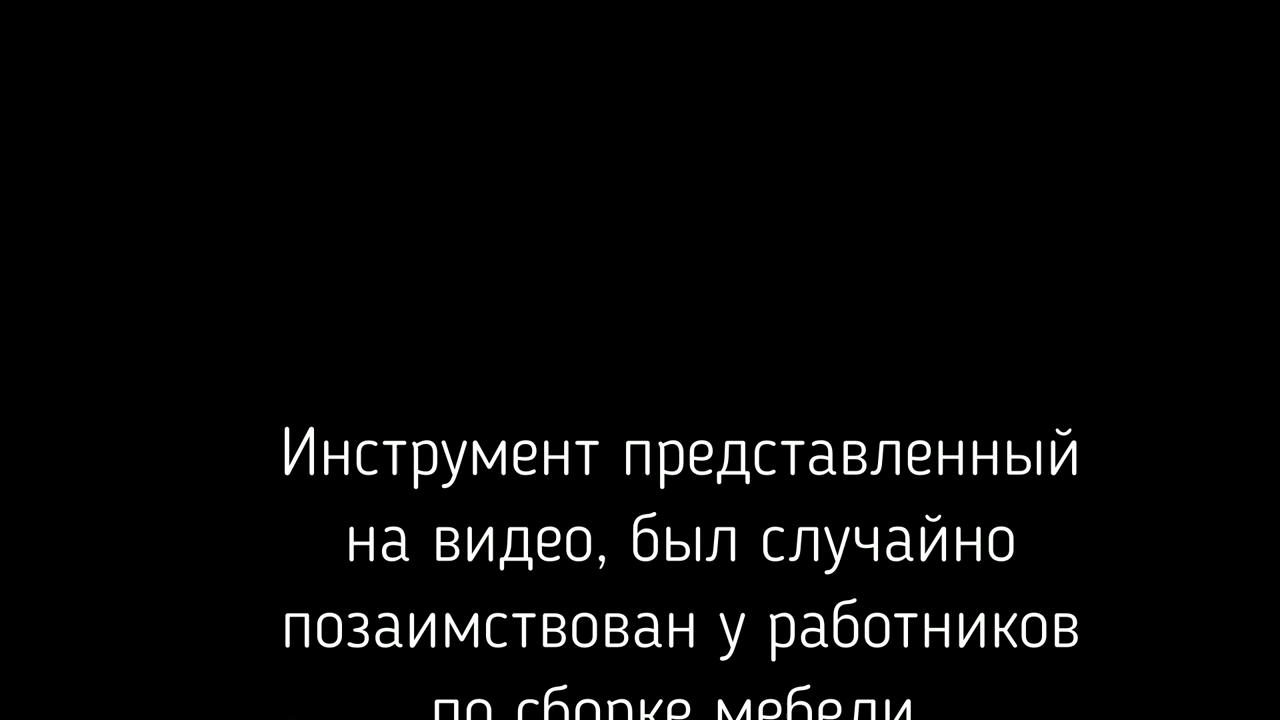 Инструмент представленный
на видео, был случайно
позаимствован у работников
по сборке мебели